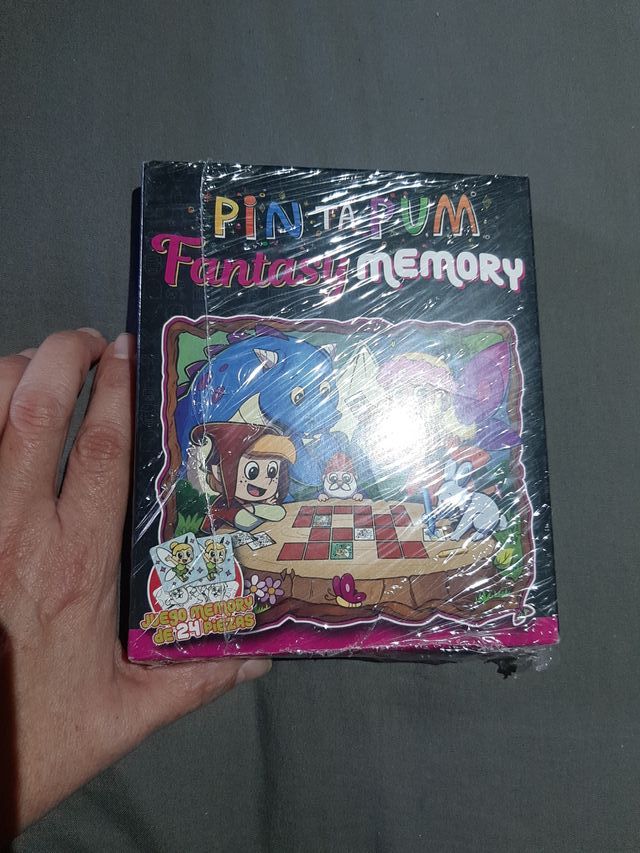 PiN TA PUM
Fantasy MEMORY
JUEGO MEMORY
DE 24 PIEZAS